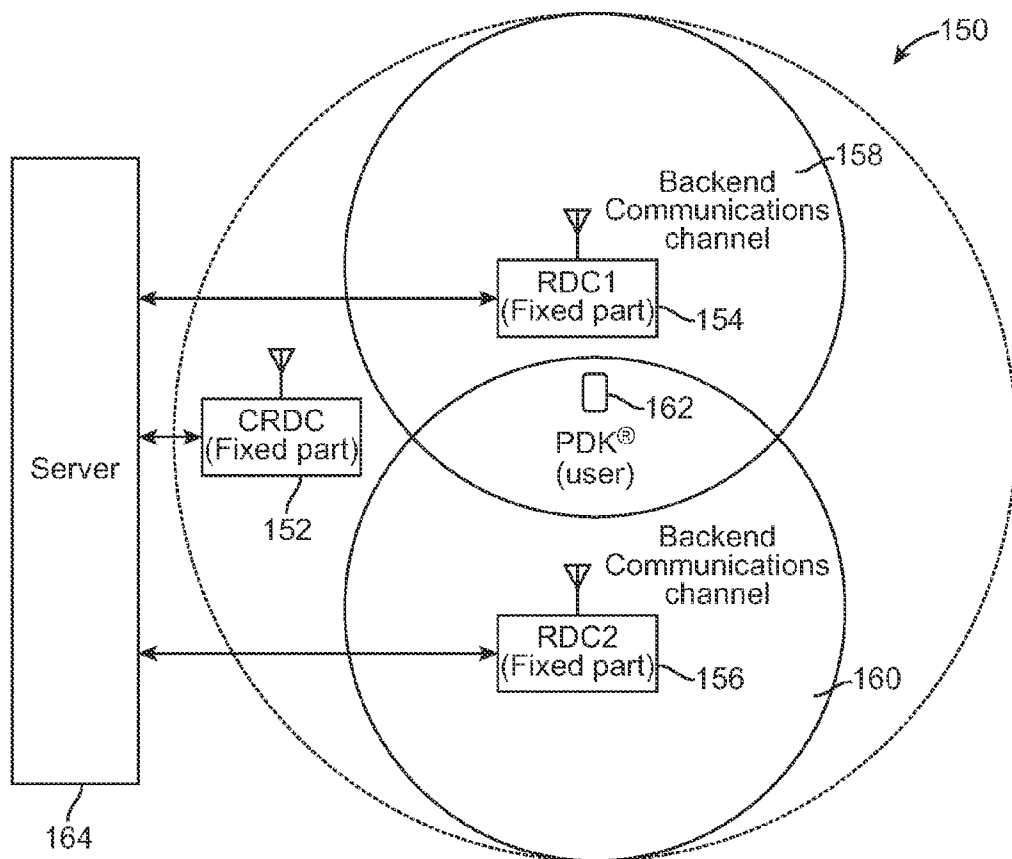 150
158
Backend
Communications
channel
RDC1
(Fixed part)
154
CRDC
(Fixed part)
152
162
PDK®
(user)
Server
Backend
Communications
channel
RDC2
(Fixed part)
156
160
164